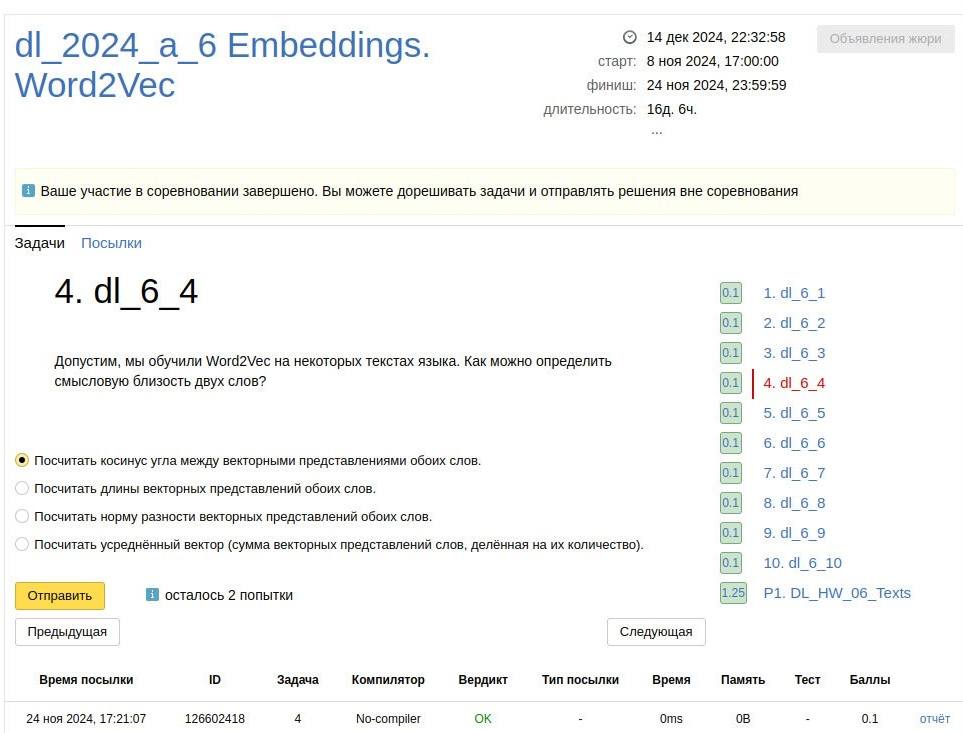 dl_2024_a_6 Embeddings.
Word2Vec
14 дек 2024, 22:32:58
старт: 8 ноя 2024, 17:00:00
финиш: 24 ноя 2024, 23:59:59
длительность: 16д. 6ч.
...
Объявления жюри
Ваше участие в соревновании завершено. Вы можете дорешивать задачи и отправлять решения вне соревнования
Задачи Посылки
4. dl_6_4
Допустим, мы обучили Word2Vec на некоторых текстах языка. Как можно определить
смысловую близость двух слов?
Посчитать косинус угла между векторными представлениями обоих слов.
Посчитать длины векторных представлений обоих слов.
Посчитать норму разности векторных представлений обоих слов.
Посчитать усреднённый вектор (сумма векторных представлений слов, делённая на их количество).
Отправить осталось 2 попытки
Предыдущая Следующая
0.1 1. dl_6_1
0.1 2. dl_6_2
0.1 3. dl_6_3
0.1 4. dl_6_4
0.1 5. dl_6_5
0.1 6. dl_6_6
0.1 7. dl_6_7
0.1 8. dl_6_8
0.1 9. dl_6_9
0.1 10. dl_6_10
1.25 P1. DL_HW_06_Texts
Время посылки ID Задача Компилятор Вердикт Тип посылки Время Память Тест Баллы
24 ноя 2024, 17:21:07 126602418 4 No-compiler OK - 0ms 0B - 0.1 отчёт